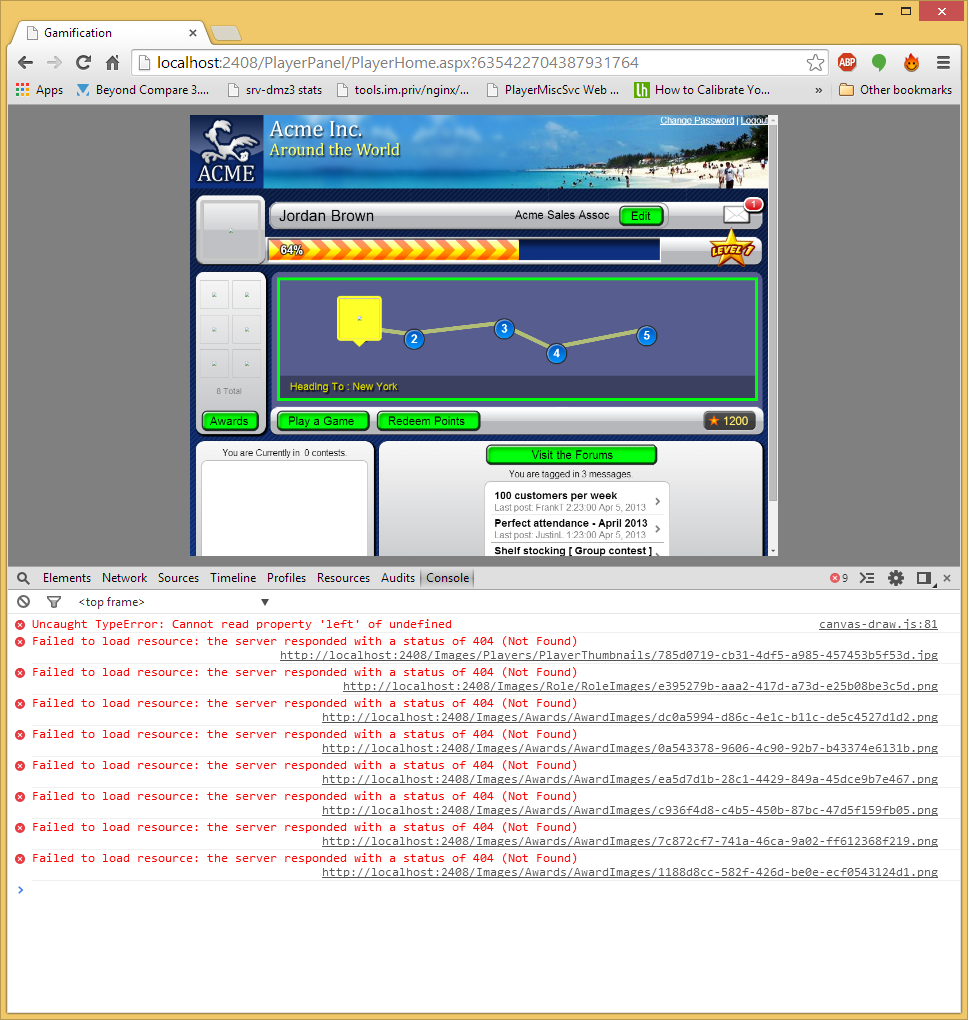 Gamification
localhost:2408/PlayerPanel/PlayerHome.aspx?635422704387931764
ABP
Apps
Beyond Compare 3....
srv-dmz3 stats
tools.im.priv/nginx/...
PlayerMiscSvc Web ...
lh
How to Calibrate Yo...
»
Other bookmarks
Change Password | Logout
Acme Inc.
Around the World
ACME
Jordan Brown
Acme Sales Assoc
Edit
1
64%
LEVEL 1
2
3
4
5
Heading To : New York
8 Total
Awards
Play a Game
Redeem Points
1200
You are Currently in 0 contests.
Visit the Forums
You are tagged in 3 messages.
100 customers per week
Last post: FrankT 2:23:00 Apr 5, 2013
Perfect attendance - April 2013
Last post: JustinL 1:23:00 Apr 5, 2013
Shelf stocking [ Group contest ]
Elements Network Sources Timeline Profiles Resources Audits Console
9
<top frame>
Uncaught TypeError: Cannot read property 'left' of undefined
canvas-draw.js:81
Failed to load resource: the server responded with a status of 404 (Not Found)
http://localhost:2408/Images/Players/PlayerThumbnails/785d0719-cb31-4df5-a985-457453b5f53d.jpg
Failed to load resource: the server responded with a status of 404 (Not Found)
http://localhost:2408/Images/Role/RoleImages/e395279b-aaa2-417d-a73d-e25b08be3c5d.png
Failed to load resource: the server responded with a status of 404 (Not Found)
http://localhost:2408/Images/Awards/AwardImages/dc0a5994-d86c-4e1c-b11c-de5c4527d1d2.png
Failed to load resource: the server responded with a status of 404 (Not Found)
http://localhost:2408/Images/Awards/AwardImages/0a543378-9606-4c90-92b7-b43374e6131b.png
Failed to load resource: the server responded with a status of 404 (Not Found)
http://localhost:2408/Images/Awards/AwardImages/ea5d7d1b-28c1-4429-849a-45dce9b7e467.png
Failed to load resource: the server responded with a status of 404 (Not Found)
http://localhost:2408/Images/Awards/AwardImages/c936f4d8-c4b5-450b-87bc-47d5f159fb05.png
Failed to load resource: the server responded with a status of 404 (Not Found)
http://localhost:2408/Images/Awards/AwardImages/7c872cf7-741a-46ca-9a02-ff612368f219.png
Failed to load resource: the server responded with a status of 404 (Not Found)
http://localhost:2408/Images/Awards/AwardImages/1188d8cc-582f-426d-be0e-ecf0543124d1.png